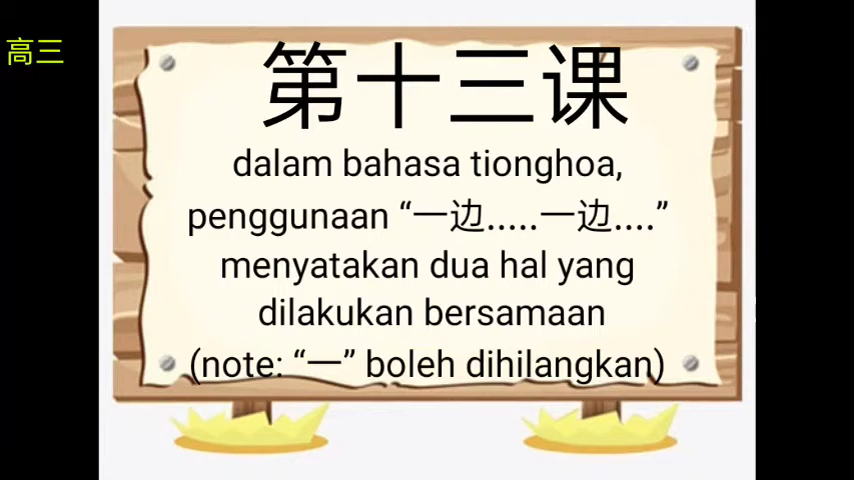 高三
第十三课
dalam bahasa tionghoa,
penggunaan “一边.....一边....”
menyatakan dua hal yang
dilakukan bersamaan
(note: “一” boleh dihilangkan)